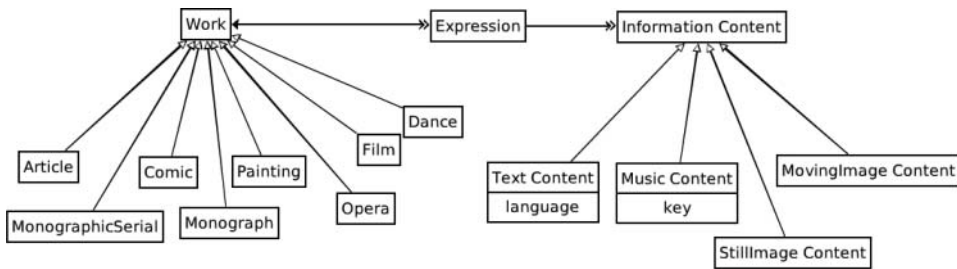 Work
Expression
Information Content
Dance
Film
Article
Comic
Painting
MovingImage Content
Text Content
language
Music Content
key
Opera
MonographicSerial
Monograph
StillImage Content